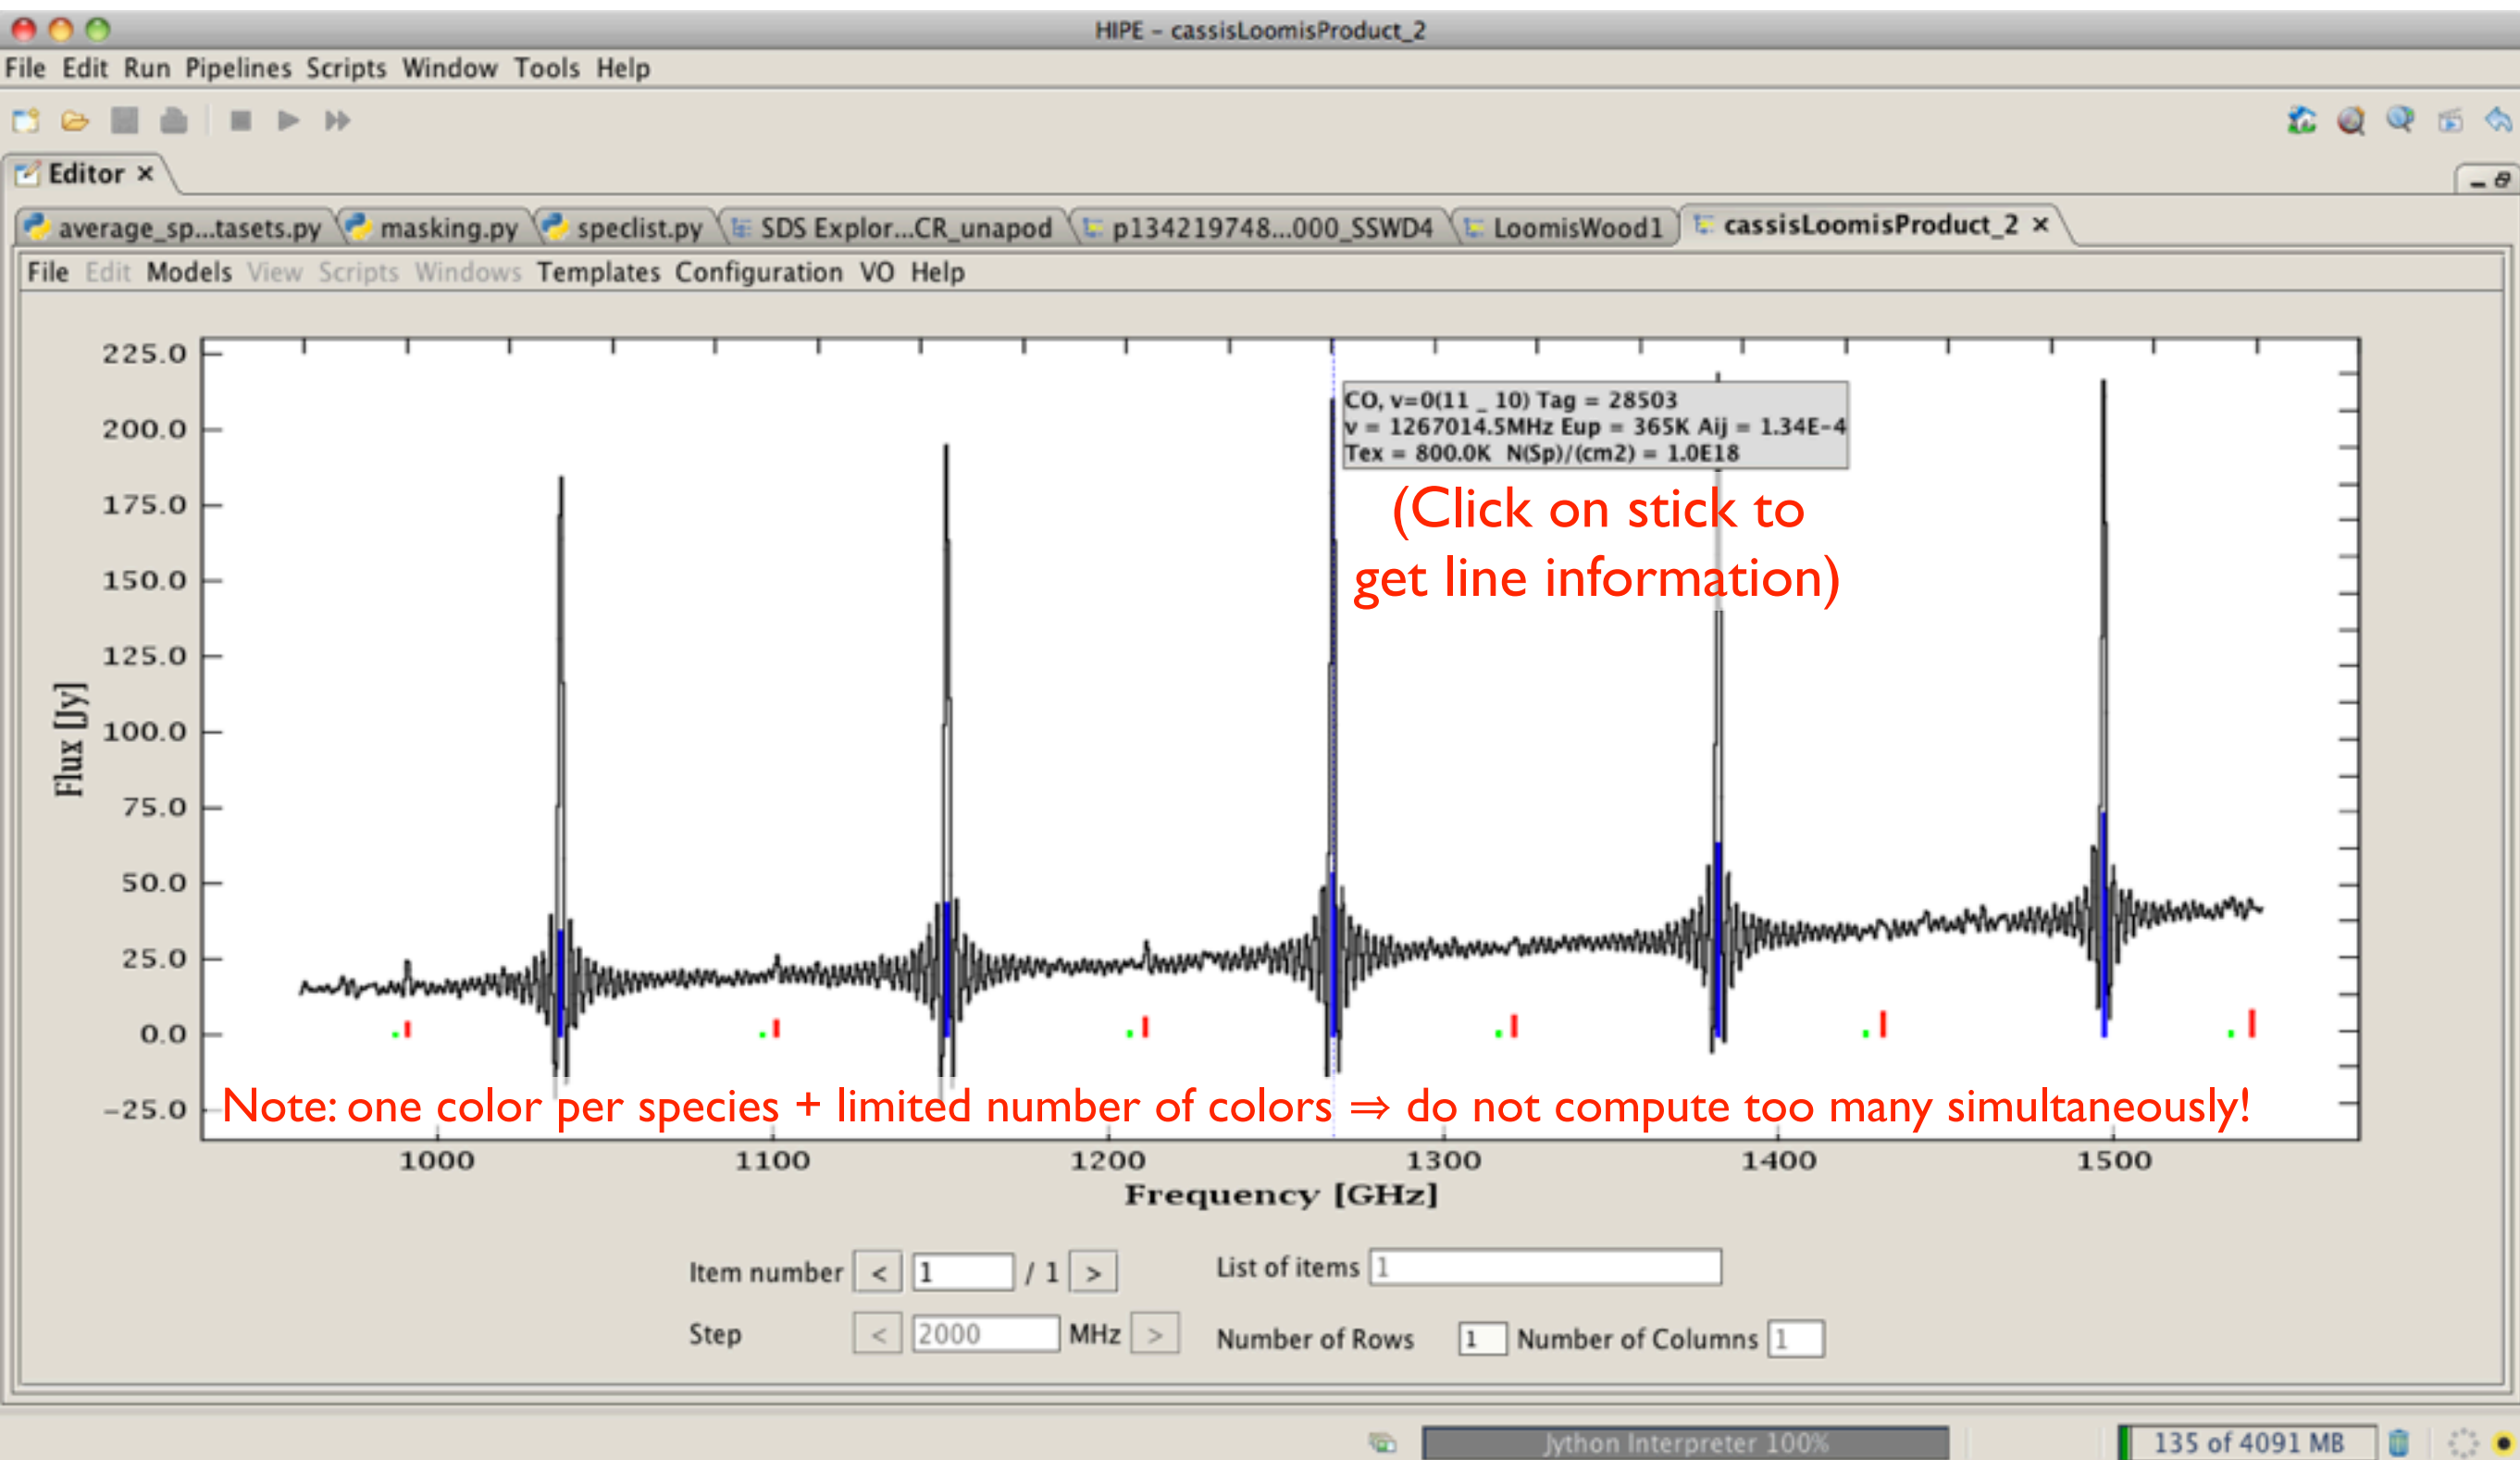 HIPE - cassisLoomisProduct_2
File Edit Run Pipelines Scripts Window Tools Help
Editor ×
average_sp...tasets.py masking.py speclist.py SDS Explor...CR_unapod p134219748...000_SSWD4 LoomisWood1 cassisLoomisProduct_2 ×
File Edit Models View Scripts Windows Templates Configuration VO Help
225.0
200.0
175.0
150.0
125.0
100.0
75.0
50.0
25.0
0.0
-25.0
Flux [Jy]
CO, v=0(11 _ 10) Tag = 28503
v = 1267014.5MHz Eup = 365K Aij = 1.34E-4
Tex = 800.0K N(Sp)/(cm2) = 1.0E18
(Click on stick to
get line information)
Note: one color per species + limited number of colors ⇒ do not compute too many simultaneously!
1000 1100 1200 1300 1400 1500
Frequency [GHz]
Item number < 1 / 1 > List of items 1
Step < 2000 MHz > Number of Rows 1 Number of Columns 1
Jython Interpreter 100% 135 of 4091 MB